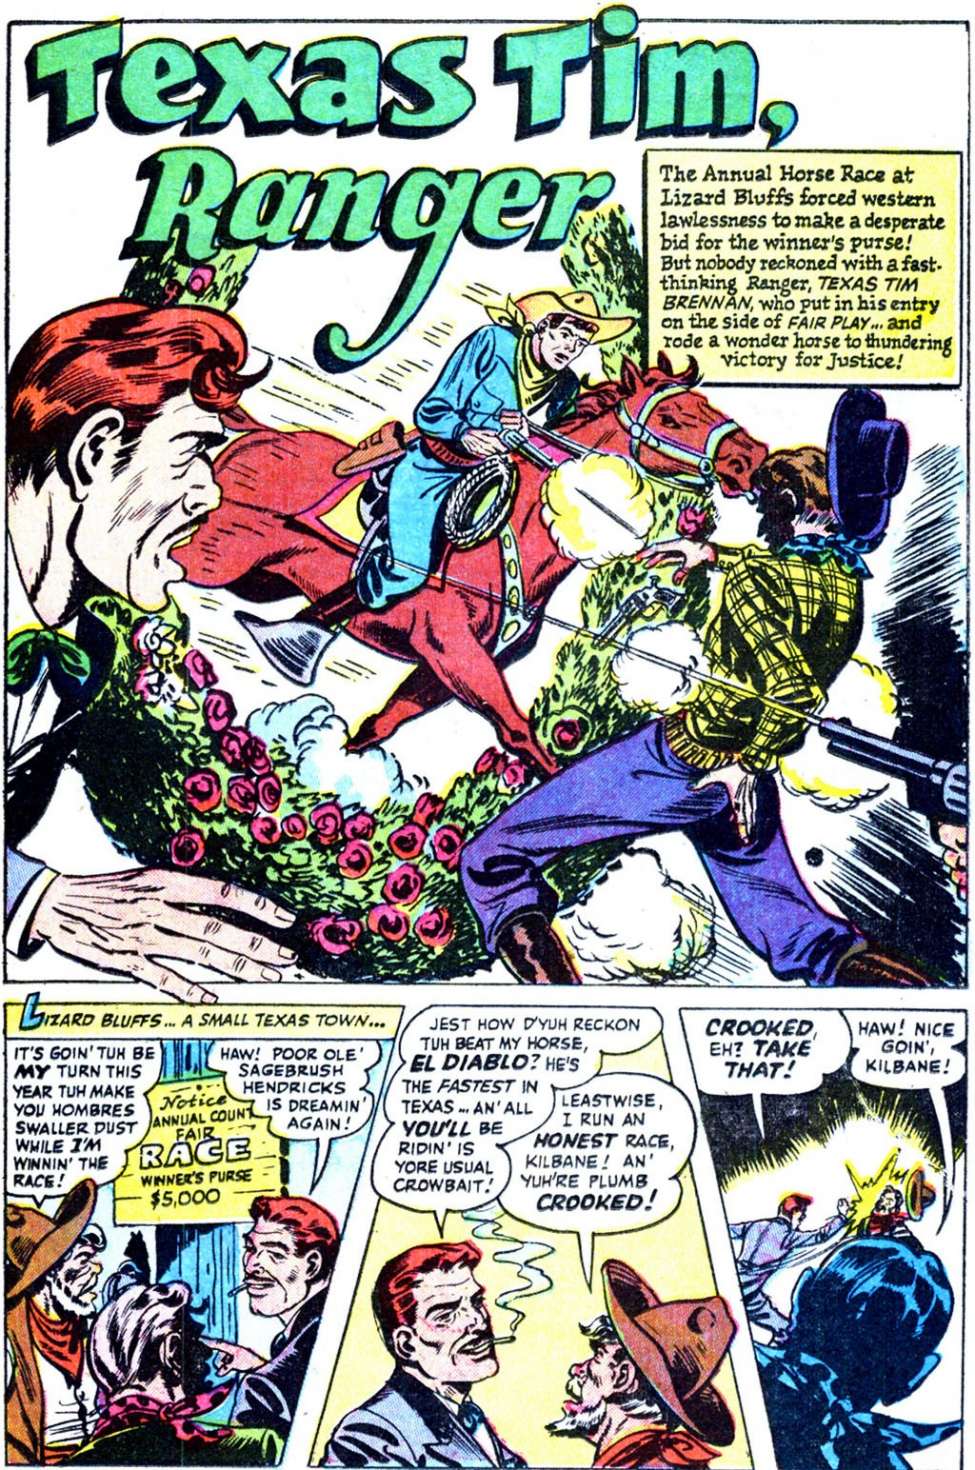 Texas Tim,
Ranger
The Annual Horse Race at
Lizard Bluffs forced western
lawlessness to make a desperate
bid for the winner's purse!
But nobody reckoned with a fast-
thinking Ranger, TEXAS TIM
BRENNAN, who put in his entry
on the side of FAIR PLAY... and
rode a wonder horse to thundering
victory for Justice!
LIZARD BLUFFS... A SMALL TEXAS TOWN...
IT'S GOIN' TUH BE
MY TURN THIS
YEAR TUH MAKE
YOU HOMBRES
SWALLER DUST
WHILE I'M
WINNIN' THE
RACE!
Notice
ANNUAL COUNT
FAIR
RACE
WINNER'S PURSE
$5,000
HAW! POOR OLE'
SAGEBRUSH
HENDRICKS
IS DREAMIN'
AGAIN!
JEST HOW D'YUH RECKON
TUH BEAT MY HORSE,
EL DIABLO? HE'S
THE FASTEST IN
TEXAS... AN' ALL
YOU'LL BE
RIDIN' IS
YORE USUAL
CROWBAIT!
LEASTWISE,
I RUN AN
HONEST RACE,
KILBANE! AN'
YUH'RE PLUMB
CROOKED!
CROOKED,
EH? TAKE
THAT!
HAW! NICE
GOIN',
KILBANE!